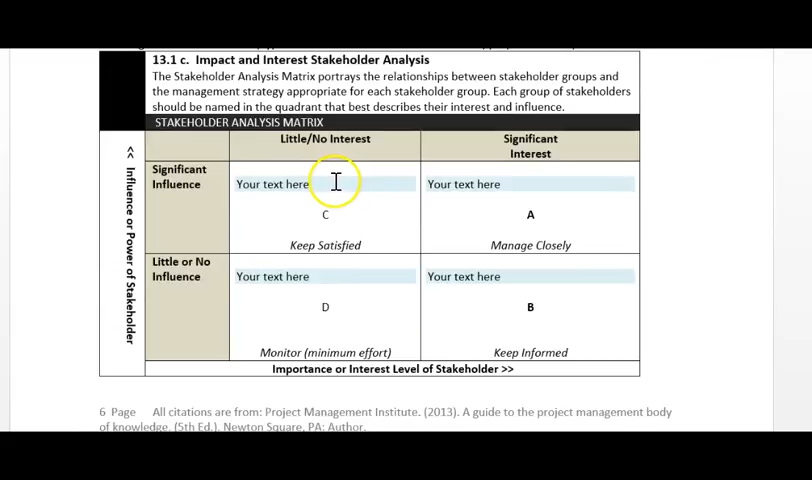 13.1 c. Impact and Interest Stakeholder Analysis
The Stakeholder Analysis Matrix portrays the relationships between stakeholder groups and
the management strategy appropriate for each stakeholder group. Each group of stakeholders
should be named in the quadrant that best describes their interest and influence.
STAKEHOLDER ANALYSIS MATRIX
<< Influence or Power of Stakeholder
Little/No Interest
Significant
Interest
Significant
Influence
Your text here
C
Keep Satisfied
Your text here
A
Manage Closely
Little or No
Influence
Your text here
D
Monitor (minimum effort)
Your text here
B
Keep Informed
Importance or Interest Level of Stakeholder >>
6 Page All citations are from: Project Management Institute. (2013). A guide to the project management body
of knowledge. (5th Ed.). Newton Square, PA: Author.